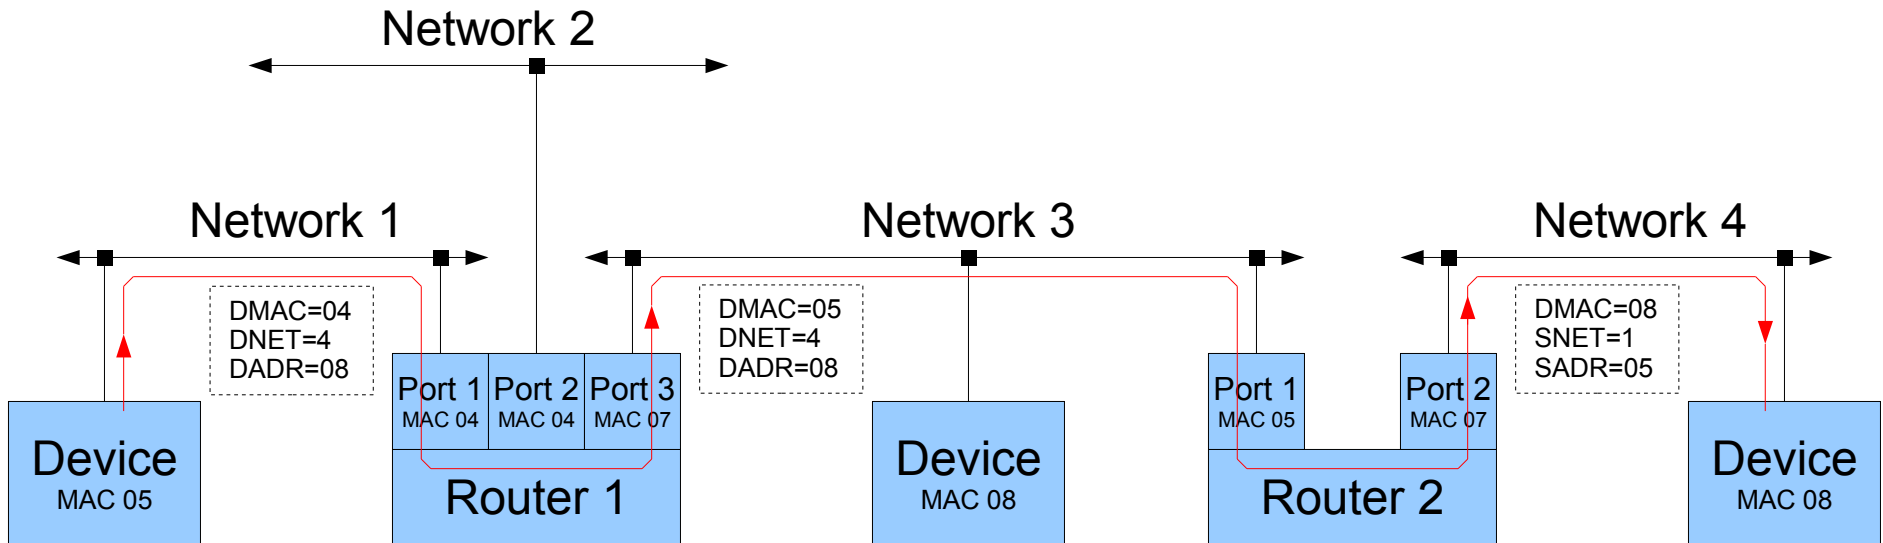 Network 2
Network 1
Network 3
Network 4
DMAC=04
DNET=4
DADR=08
DMAC=05
DNET=4
DADR=08
DMAC=08
SNET=1
SADR=05
Port 1
MAC 04
Port 2
MAC 04
Port 3
MAC 07
Port 1
MAC 05
Port 2
MAC 07
Device
MAC 05
Router 1
Device
MAC 08
Router 2
Device
MAC 08